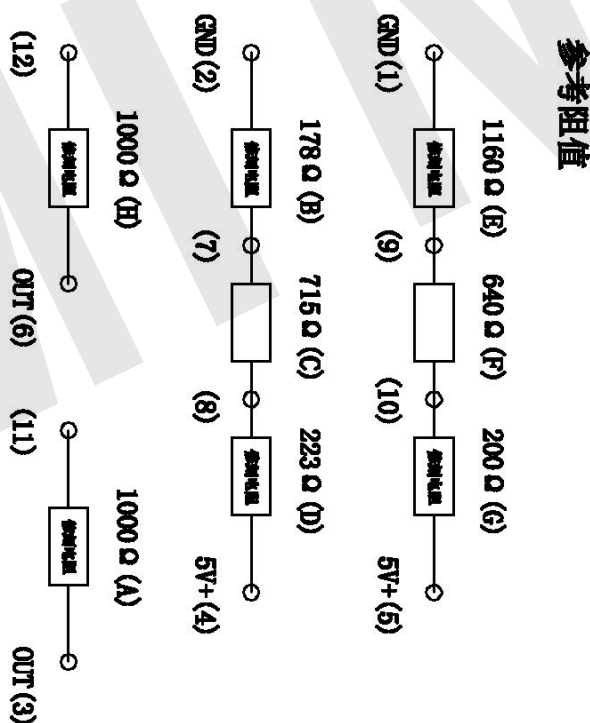 参考阻值
1160Ω(E) 640Ω(F) 200Ω(G)
GND(1) (9) (10) 5V+(5)
178Ω(B) 715Ω(C) 223Ω(D)
GND(2) (7) (8) 5V+(4)
1000Ω(H) 1000Ω(A)
(12) OUT(6) (11) OUT(3)